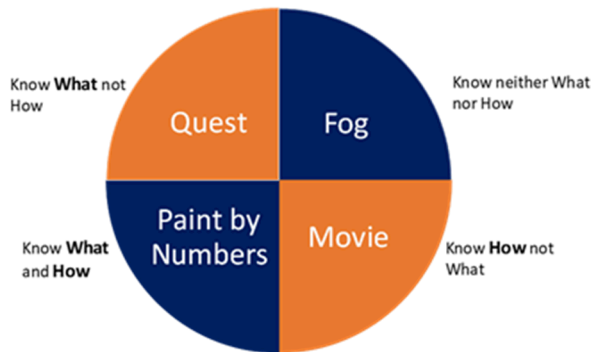 Know What not
How
Quest
Fog
Know neither What
nor How
Know What
and How
Paint by
Numbers
Movie
Know How not
What